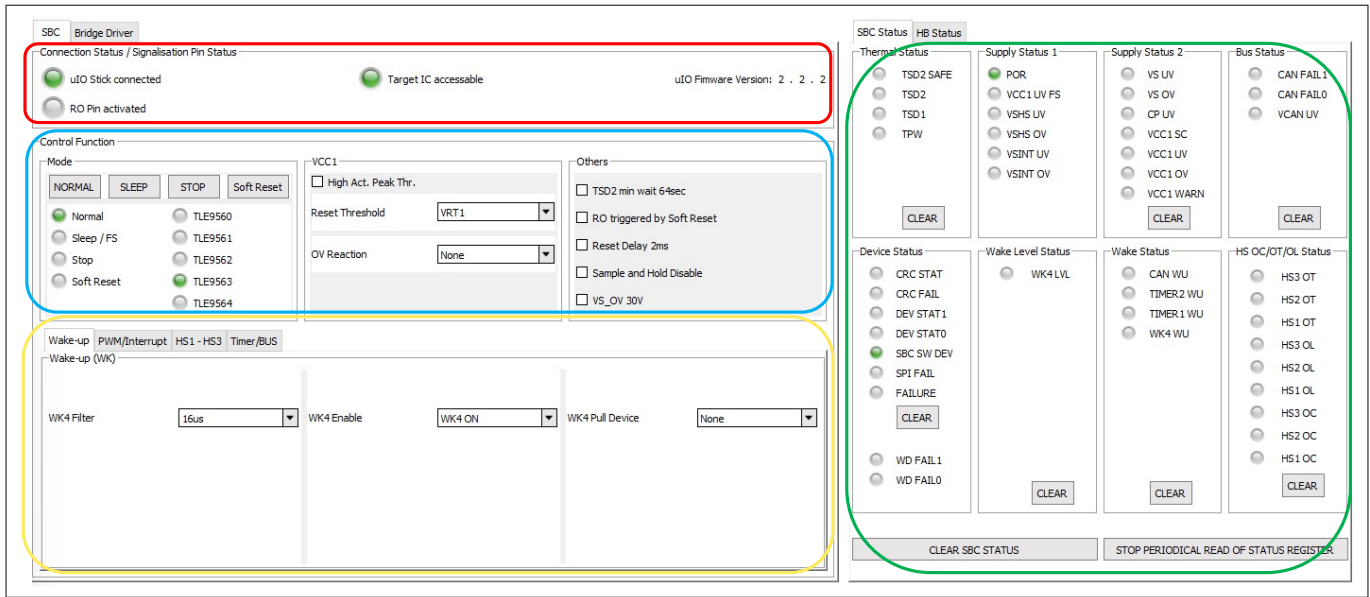 SBC Bridge Driver
Connection Status / Signalisation Pin Status
uIO Stick connected
Target IC accessable
uIO Fimware Version: 2 . 2 . 2
RO Pin activated
Control Function
Mode
NORMAL SLEEP STOP Soft Reset
Normal
Sleep / FS
Stop
Soft Reset
TLE9560
TLE9561
TLE9562
TLE9563
TLE9564
VCC1
High Act. Peak Thr.
Reset Threshold VRT1
OV Reaction None
Others
TSD2 min wait 64sec
RO triggered by Soft Reset
Reset Delay 2ms
Sample and Hold Disable
VS_OV 30V
Wake-up PWM/Interrupt HS1 - HS3 Timer/BUS
Wake-up (WK)
WK4 Filter 16us
WK4 Enable WK4 ON
WK4 Pull Device None
SBC Status HB Status
Thermal Status
TSD2 SAFE
TSD2
TSD1
TPW
CLEAR
Supply Status 1
POR
VCC1 UV FS
VSHS UV
VSHS OV
VSINT UV
VSINT OV
Supply Status 2
VS UV
VS OV
CP UV
VCC1 SC
VCC1 UV
VCC1 OV
VCC1 WARN
CLEAR
Bus Status
CAN FAIL1
CAN FAIL0
VCAN UV
CLEAR
Device Status
CRC STAT
CRC FAIL
DEV STAT1
DEV STAT0
SBC SW DEV
SPI FAIL
FAILURE
CLEAR
WD FAIL1
WD FAIL0
Wake Level Status
WK4 LVL
CLEAR
Wake Status
CAN WU
TIMER2 WU
TIMER1 WU
WK4 WU
CLEAR
HS OC/OT/OL Status
HS3 OT
HS2 OT
HS1 OT
HS3 OL
HS2 OL
HS1 OL
HS3 OC
HS2 OC
HS1 OC
CLEAR
CLEAR SBC STATUS
STOP PERIODICAL READ OF STATUS REGISTER